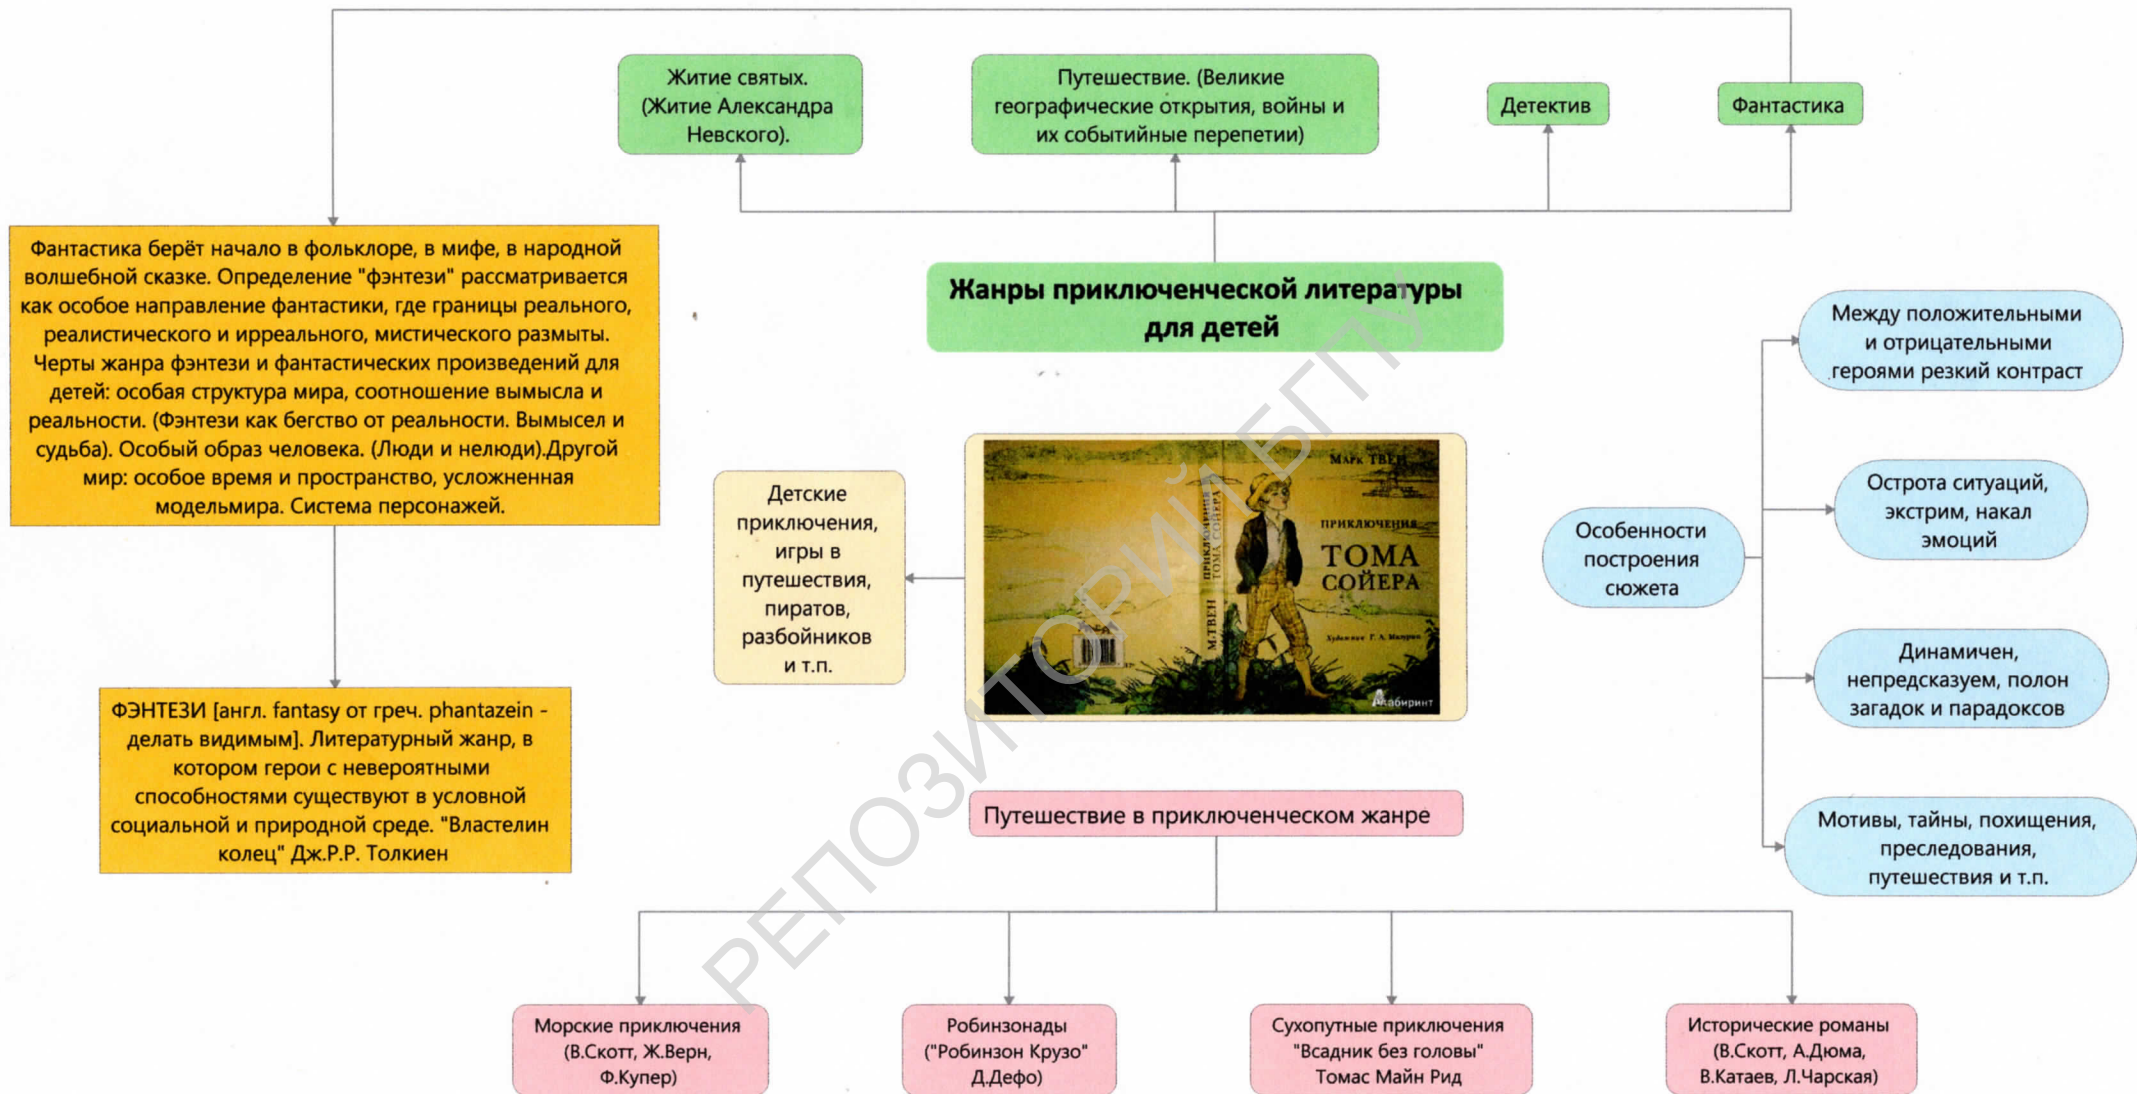 Житие святых.
(Житие Александра
Невского).
Путешествие. (Великие
географические открытия, войны и
их событийные перепетии)
Детектив
Фантастика
Фантастика берёт начало в фольклоре, в мифе, в народной
волшебной сказке. Определение "фэнтези" рассматривается
как особое направление фантастики, где границы реального,
реалистического и ирреального, мистического размыты.
Черты жанра фэнтези и фантастических произведений для
детей: особая структура мира, соотношение вымысла и
реальности. (Фэнтези как бегство от реальности. Вымысел и
судьба). Особый образ человека. (Люди и нелюди).Другой
мир: особое время и пространство, усложненная
модельмира. Система персонажей.
Жанры приключенческой литературы
для детей
Между положительными
и отрицательными
героями резкий контраст
Острота ситуаций,
экстрим, накал
эмоций
Особенности
построения
сюжета
Динамичен,
непредсказуем, полон
загадок и парадоксов
Мотивы, тайны, похищения,
преследования,
путешествия и т.п.
Детские
приключения,
игры в
путешествия,
пиратов,
разбойников
и т.п.
М.ТВЕН
ПРИКЛЮЧЕНИЯ
ТОМА СОЙЕРА
МАРК ТВЕН
ПРИКЛЮЧЕНИЯ
ТОМА
СОЙЕРА
Художник Г. А. Мазурин
Лабиринт
ФЭНТЕЗИ [англ. fantasy от греч. phantazein -
делать видимым]. Литературный жанр, в
котором герои с невероятными
способностями существуют в условной
социальной и природной среде. "Властелин
колец" Дж.Р.Р. Толкиен
Путешествие в приключенческом жанре
Морские приключения
(В.Скотт, Ж.Верн,
Ф.Купер)
Робинзонады
("Робинзон Крузо"
Д.Дефо)
Сухопутные приключения
"Всадник без головы"
Томас Майн Рид
Исторические романы
(В.Скотт, А.Дюма,
В.Катаев, Л.Чарская)
РЕПОЗИТОРИЙ БГПУ